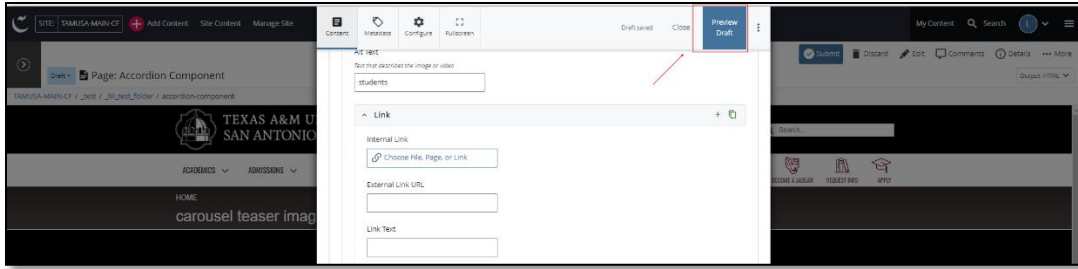 SITE: TAMUSA-MAIN-CF Add Content Site Content Manage Site
Content Metadata Configure Fullscreen
Draft saved Close Preview Draft
My Content Search L
Draft Page: Accordion Component
Submit Discard Edit Comments Details More
Output: HTML
TAMUSA-MAIN-CF / _test / _lib_test_folder / accordion-component
Alt Text
Text that describes the image or video
students
Link
Internal Link
Choose File, Page, or Link
External Link URL
Link Text
TEXAS A&M U
SAN ANTONIO
Search
ACADEMICS ADMISSIONS
BECOME A JAGUAR REQUEST INFO APPLY
HOME
carousel teaser imag